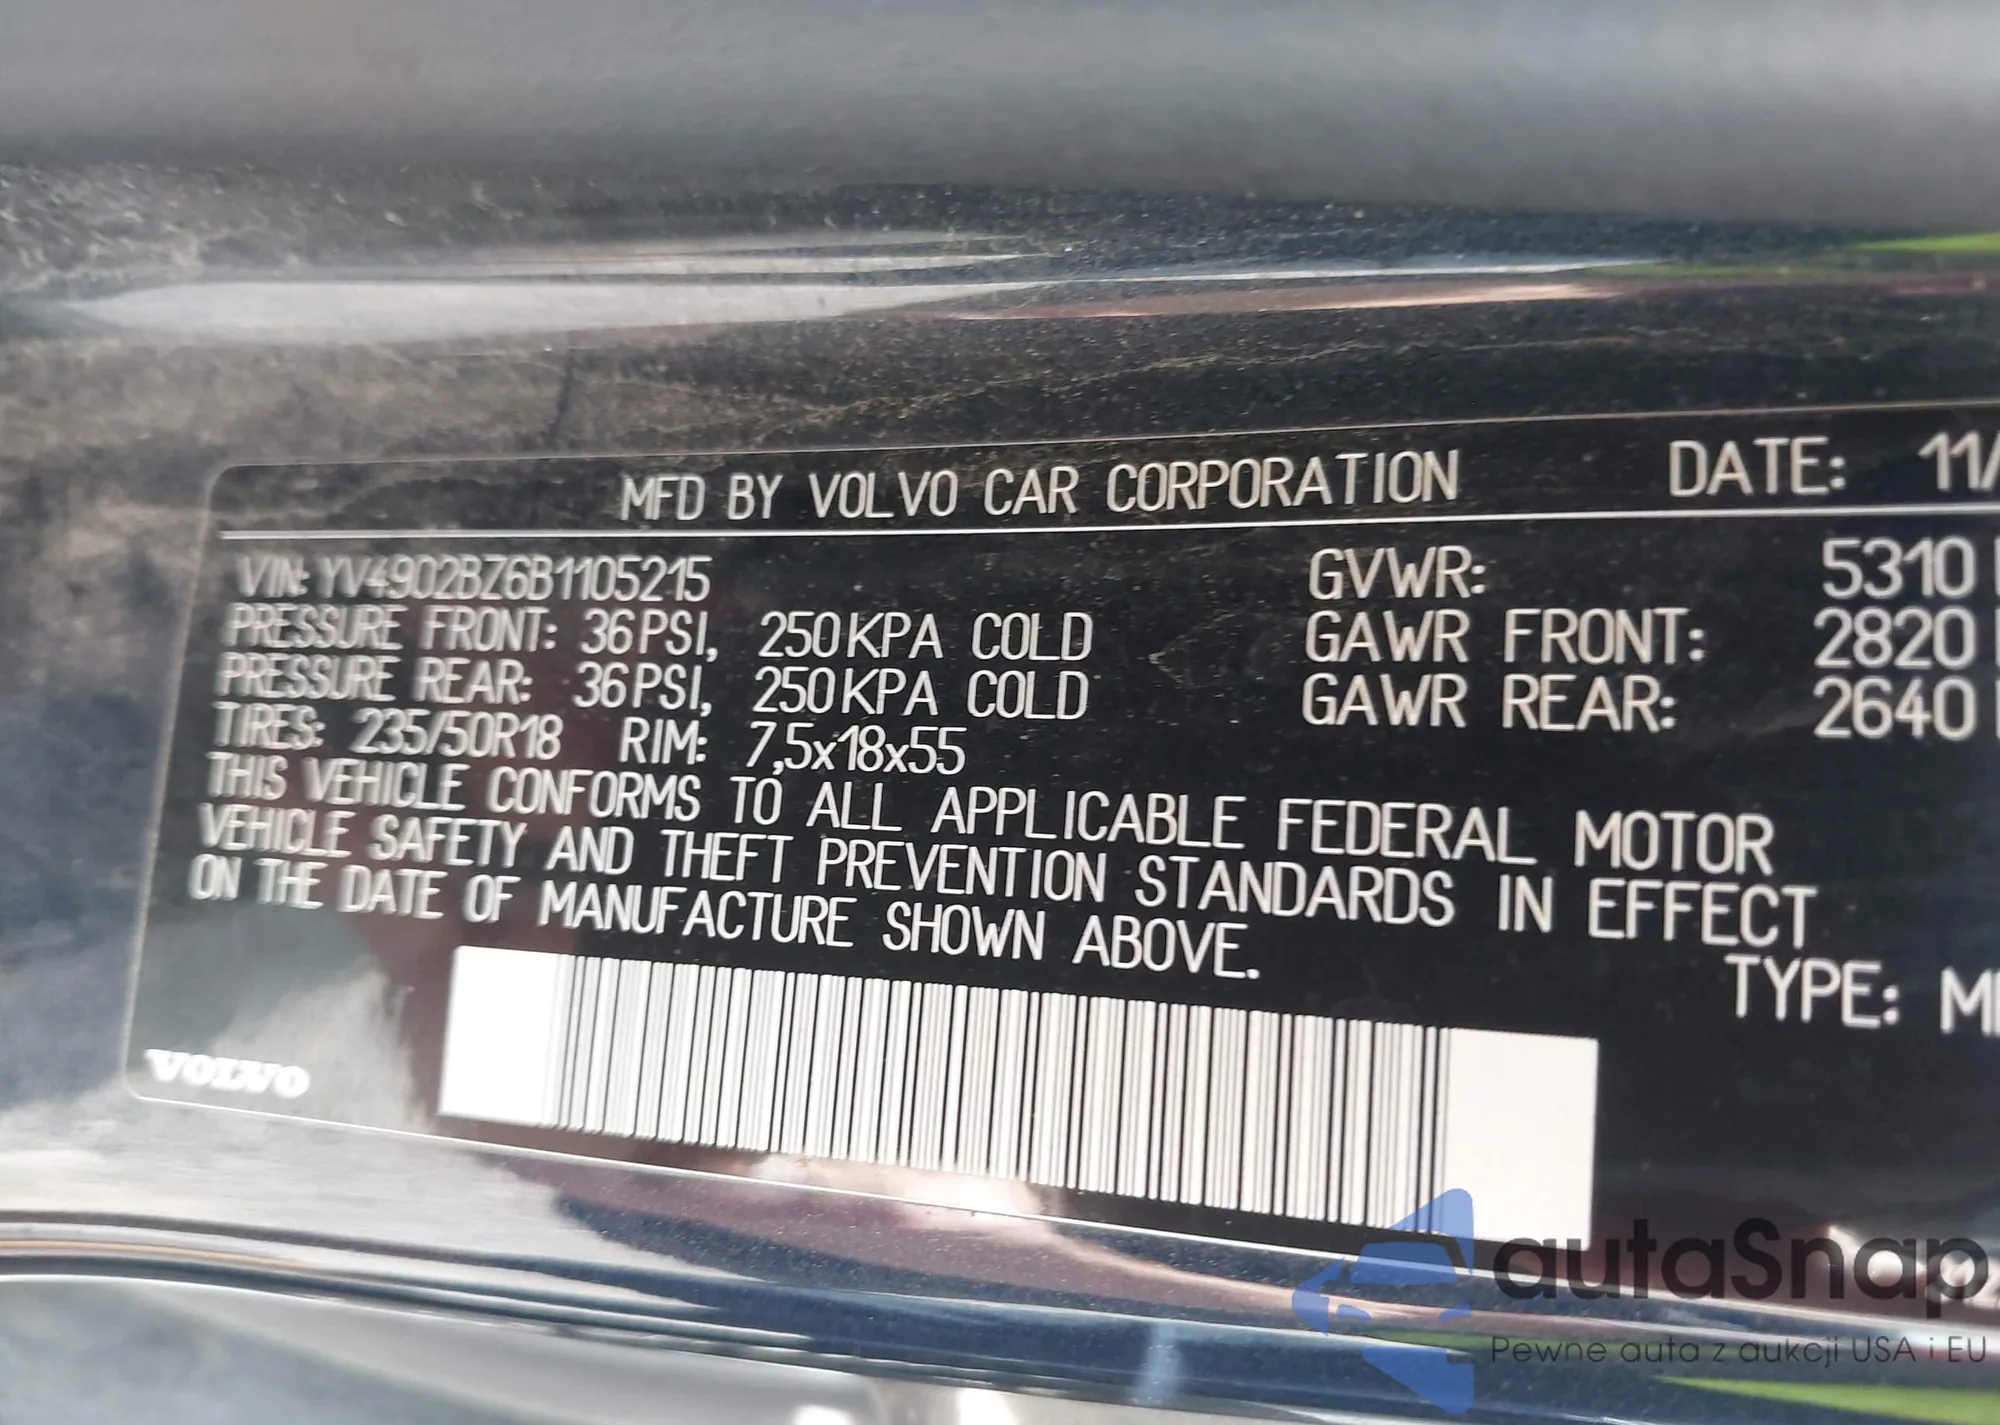 MFD BY VOLVO CAR CORPORATION DATE: 11/
VIN: YV4902BZ6B1105215 GVWR: 5310
PRESSURE FRONT: 36PSI, 250KPA COLD GAWR FRONT: 2820
PRESSURE REAR: 36PSI, 250KPA COLD GAWR REAR: 2640
TIRES: 235/50R18 RIM: 7,5x18x55
THIS VEHICLE CONFORMS TO ALL APPLICABLE FEDERAL MOTOR
VEHICLE SAFETY AND THEFT PREVENTION STANDARDS IN EFFECT
ON THE DATE OF MANUFACTURE SHOWN ABOVE.
TYPE:
VOLVO
autaSnap
Pewne auta z aukcji USA i EU